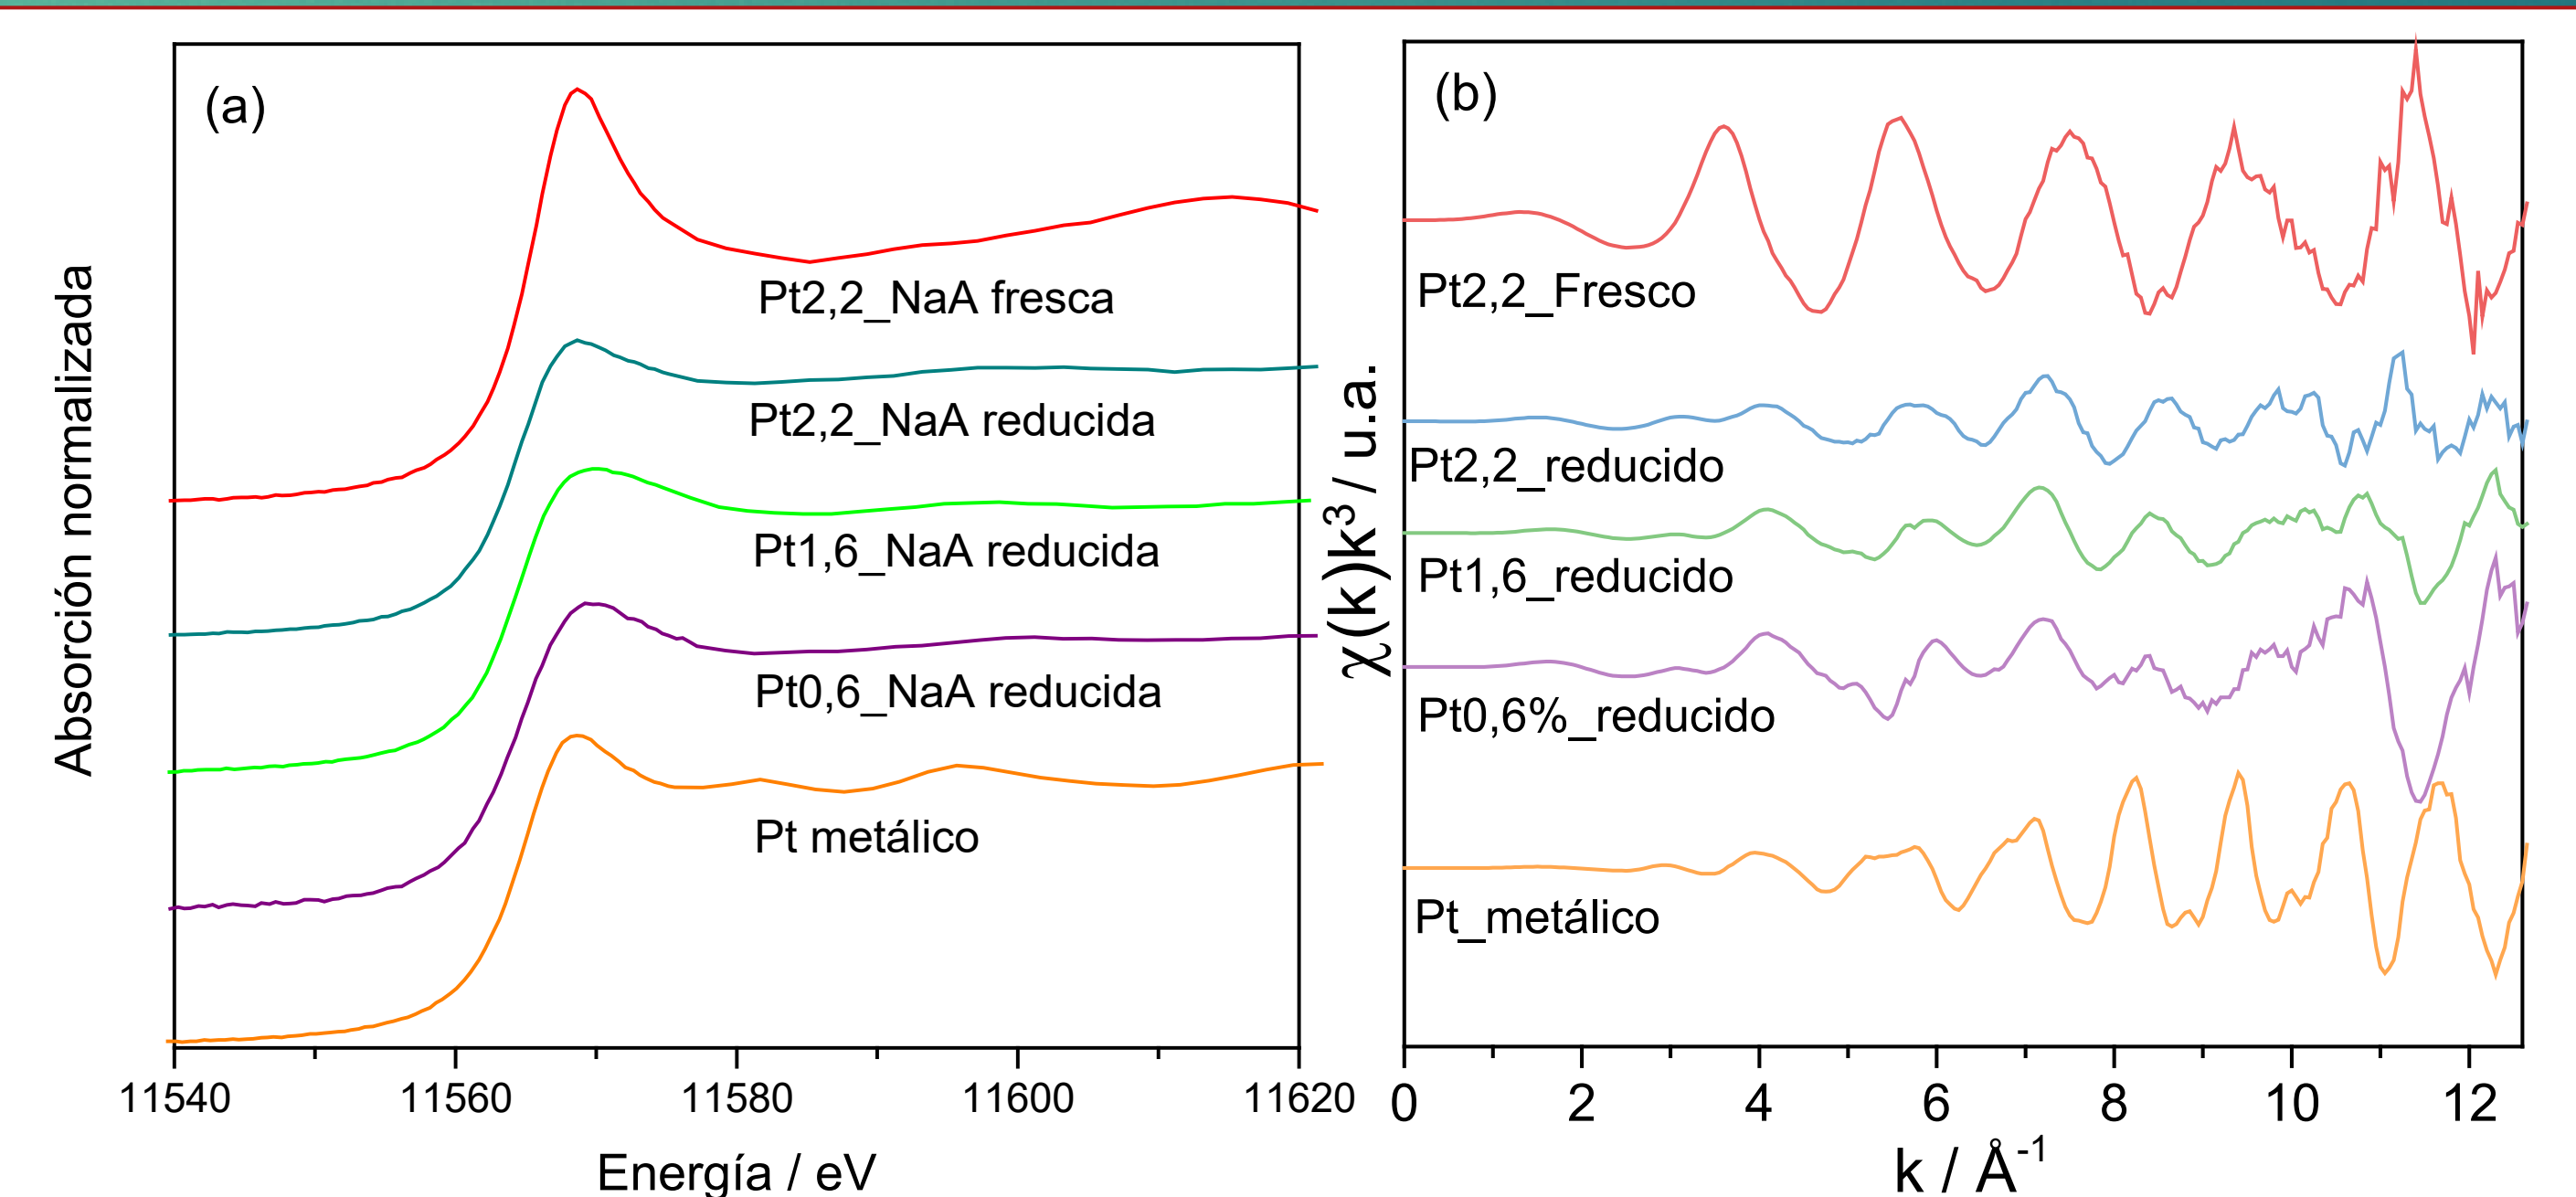 (a)
Absorción normalizada
Pt2,2_NaA fresca
Pt2,2_NaA reducida
Pt1,6_NaA reducida
Pt0,6_NaA reducida
Pt metálico
11540 11560 11580 11600 11620
Energía / eV
(b)
χ(k)k³ / u.a.
Pt2,2_Fresco
Pt2,2_reducido
Pt1,6_reducido
Pt0,6%_reducido
Pt_metálico
0 2 4 6 8 10 12
k / Å⁻¹